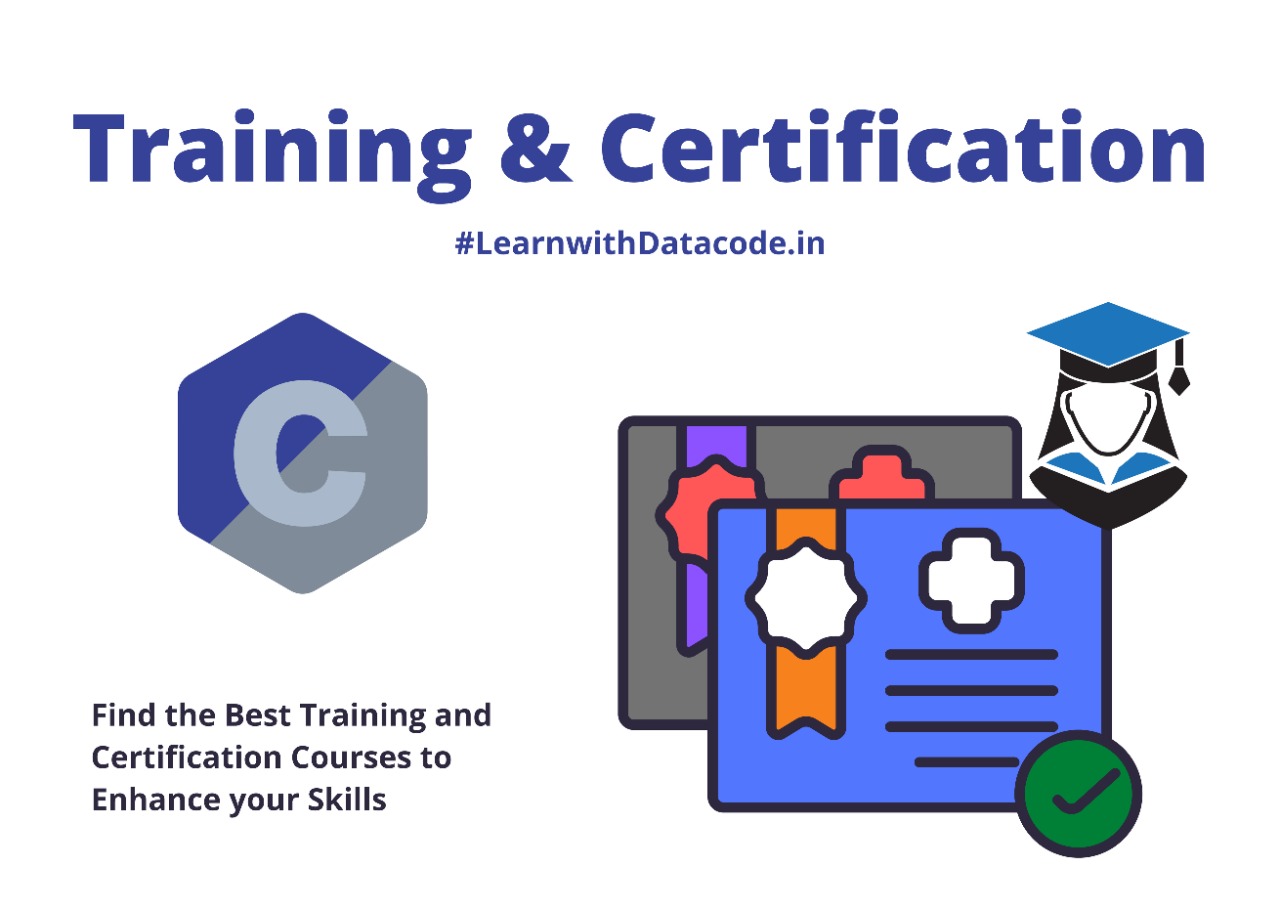 Training & Certification
#LearnwithDatacode.in
C
Find the Best Training and
Certification Courses to
Enhance your Skills